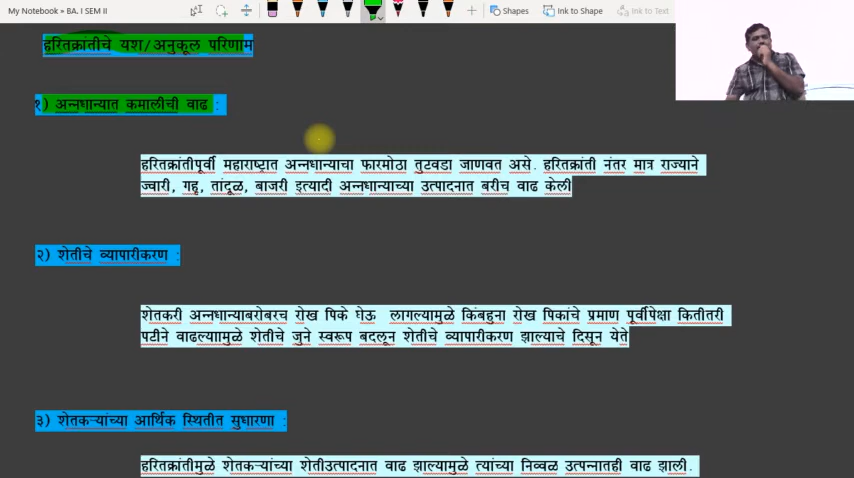 My Notebook » BA. I SEM II
Shapes
Ink to Shape
Ink to Text
हरितक्रांतीचे यश/अनुकूल परिणाम
१) अन्नधान्यात कमालीची वाढ :
हरितक्रांतीपूर्वी महाराष्ट्रात अन्नधान्याचा फारमोठा तुटवडा जाणवत असे. हरितक्रांती नंतर मात्र राज्याने
ज्वारी, गहू, तांदूळ, बाजरी इत्यादी अन्नधान्याच्या उत्पादनात बरीच वाढ केली
२) शेतीचे व्यापारीकरण :
शेतकरी अन्नधान्याबरोबरच रोख पिके घेऊ लागल्यामुळे किंबहुना रोख पिकांचे प्रमाण पूर्वीपेक्षा कितीतरी
पटीने वाढल्याामुळे शेतीचे जुने स्वरूप बदलून शेतीचे व्यापारीकरण झाल्याचे दिसून येते
३) शेतकऱ्यांच्या आर्थिक स्थितीत सुधारणा :
हरितक्रांतीमुळे शेतकऱ्यांच्या शेतीउत्पादनात वाढ झाल्यामुळे त्यांच्या निव्वळ उत्पन्नातही वाढ झाली.